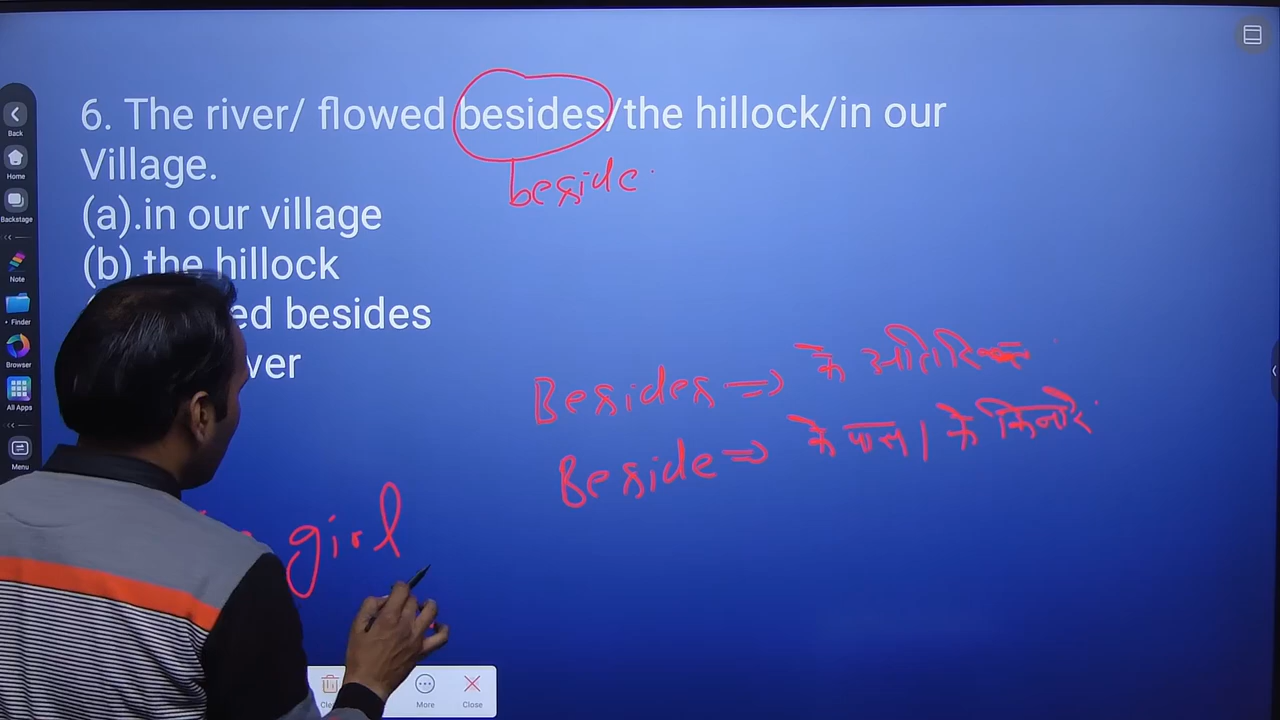 6. The river/ flowed besides/the hillock/in our
Village.
beside.
(a).in our village
(b).the hillock
ed besides
ver
Besides ⇒ के अतिरिक्त
Beside ⇒ के पास / के किनारे
girl
Back
Home
Backstage
Note
Finder
Browser
All Apps
Menu
More
Close